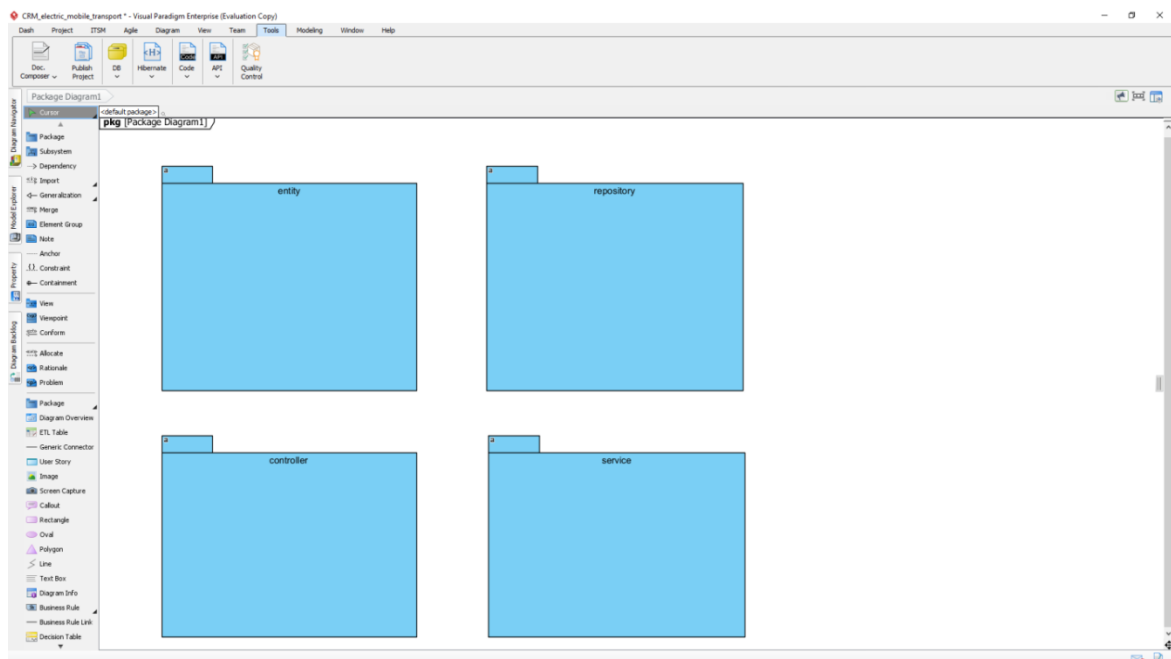 CRM_electric_mobile_transport * - Visual Paradigm Enterprise (Evaluation Copy)
Dash Project ITSM Agile Diagram View Team Tools Modeling Window Help
Doc. Composer Publish Project DB Hibernate Code API Quality Control
Package Diagram1
Cursor
<default package>
pkg [Package Diagram1]
Diagram Navigator
Model Explorer
Property
Diagram Backlog
Package
Subsystem
Dependency
Import
Generalization
Merge
Element Group
Note
Anchor
Constraint
Containment
View
Viewpoint
Conform
Allocate
Rationale
Problem
Package
Diagram Overview
ETL Table
Generic Connector
User Story
Image
Screen Capture
Callout
Rectangle
Oval
Polygon
Line
Text Box
Diagram Info
Business Rule
Business Rule Link
Decision Table
entity
repository
controller
service